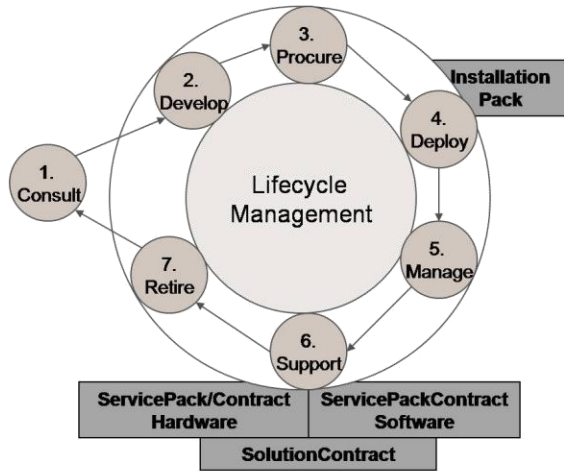 1.
Consult
2.
Develop
3.
Procure
4.
Deploy
5.
Manage
6.
Support
7.
Retire
Lifecycle
Management
Installation
Pack
ServicePack/Contract
Hardware
ServicePackContract
Software
SolutionContract